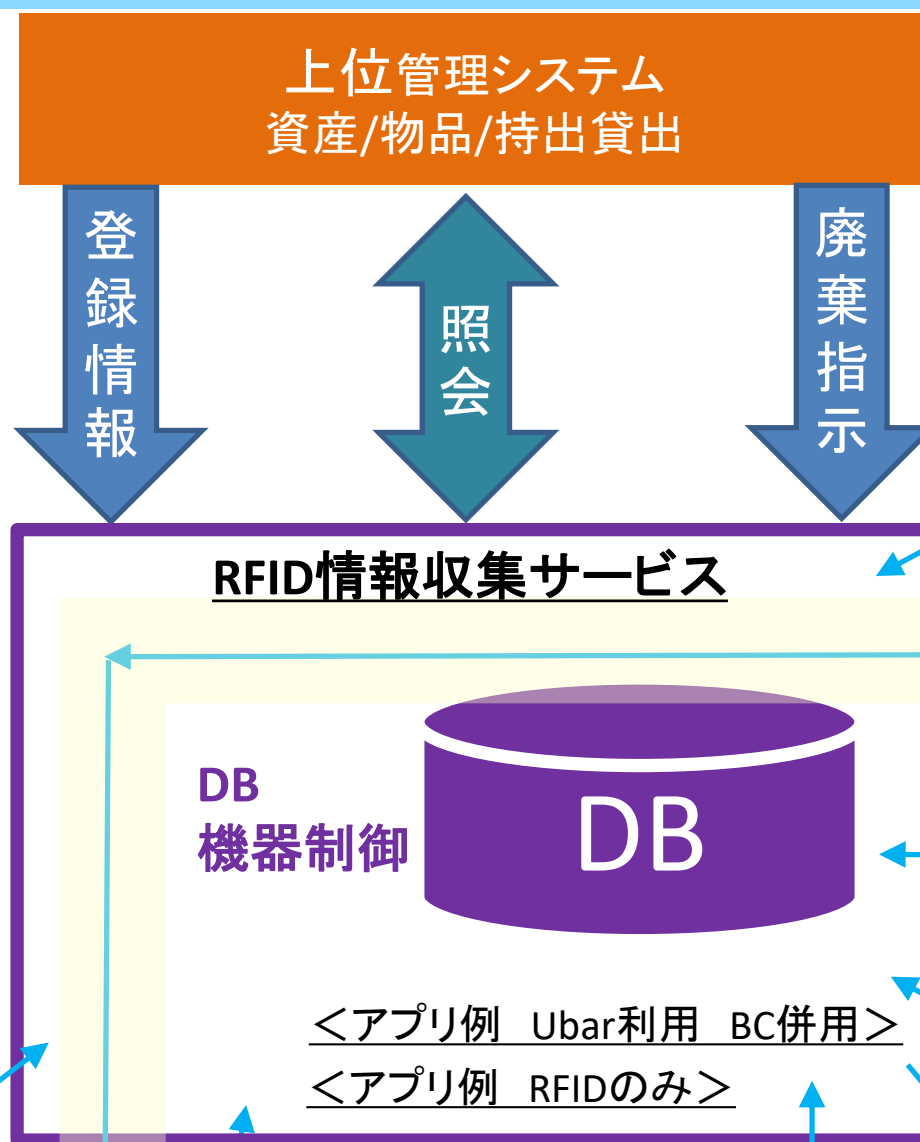 上位管理システム
資産/物品/持出貸出
登録情報
照会
廃棄指示
RFID情報収集サービス
DB
機器制御
DB
＜アプリ例　Ubar利用　BC併用＞
＜アプリ例　RFIDのみ＞